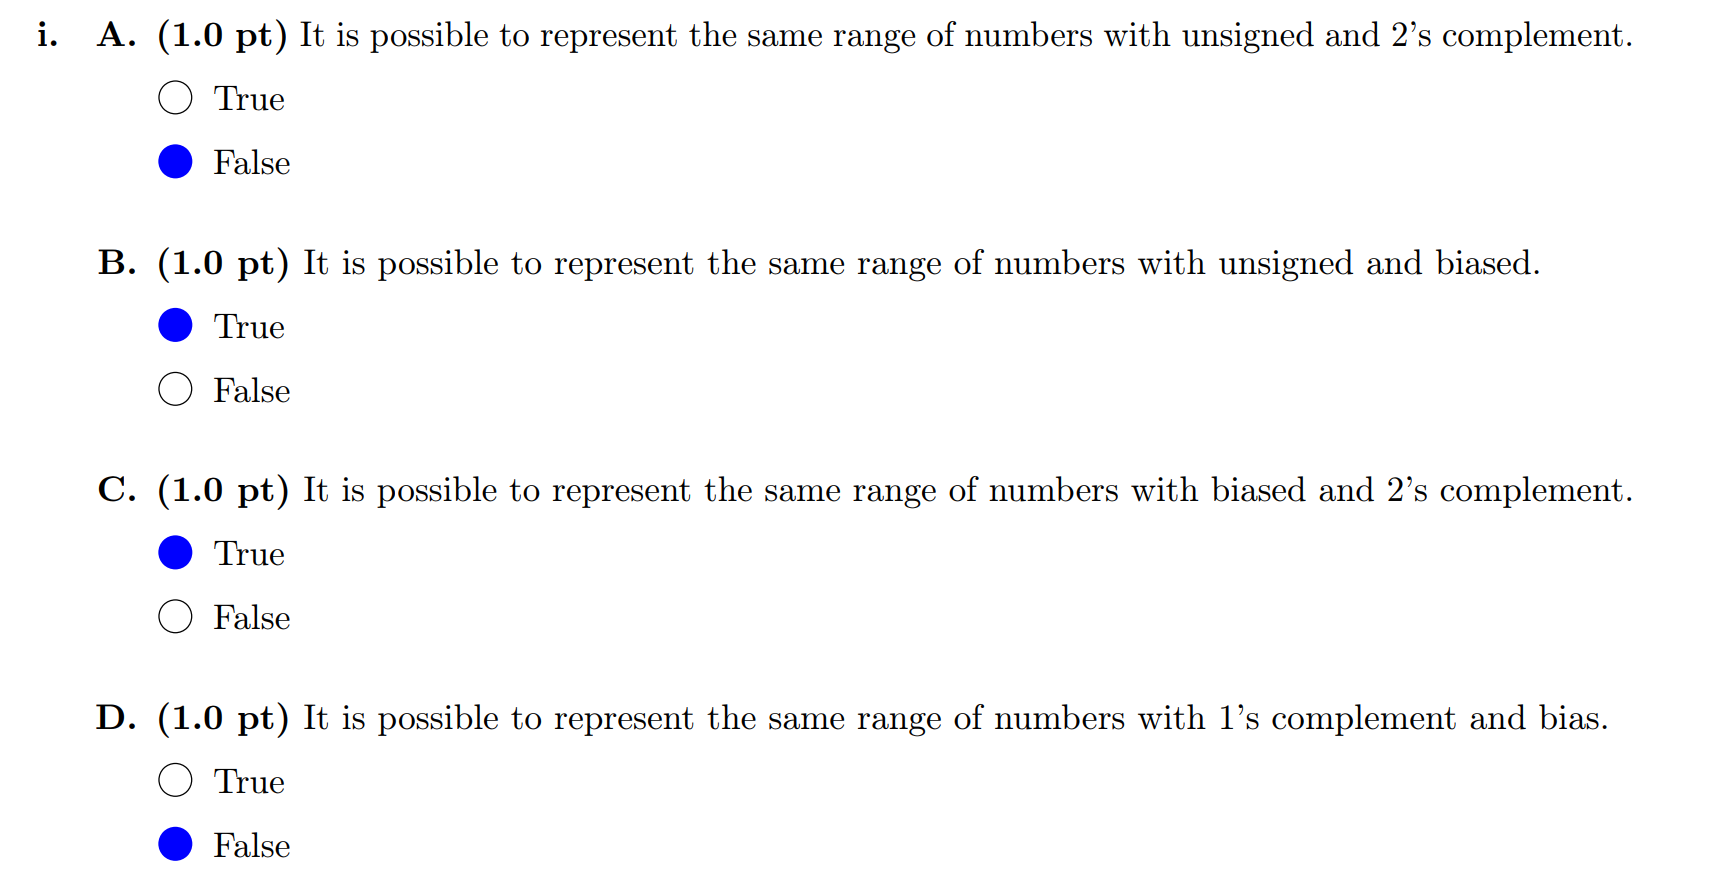 i. A. (1.0 pt) It is possible to represent the same range of numbers with unsigned and 2’s complement.
True
False
B. (1.0 pt) It is possible to represent the same range of numbers with unsigned and biased.
True
False
C. (1.0 pt) It is possible to represent the same range of numbers with biased and 2’s complement.
True
False
D. (1.0 pt) It is possible to represent the same range of numbers with 1’s complement and bias.
True
False